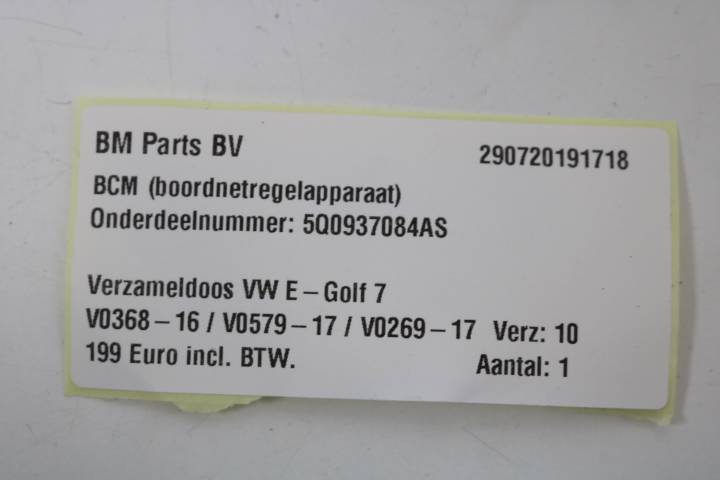 BM Parts BV 290720191718
BCM (boordnetregelapparaat)
Onderdeelnummer: 5Q0937084AS
Verzameldoos VW E – Golf 7
V0368 – 16 / V0579 – 17 / V0269 – 17 Verz: 10
199 Euro incl. BTW. Aantal: 1